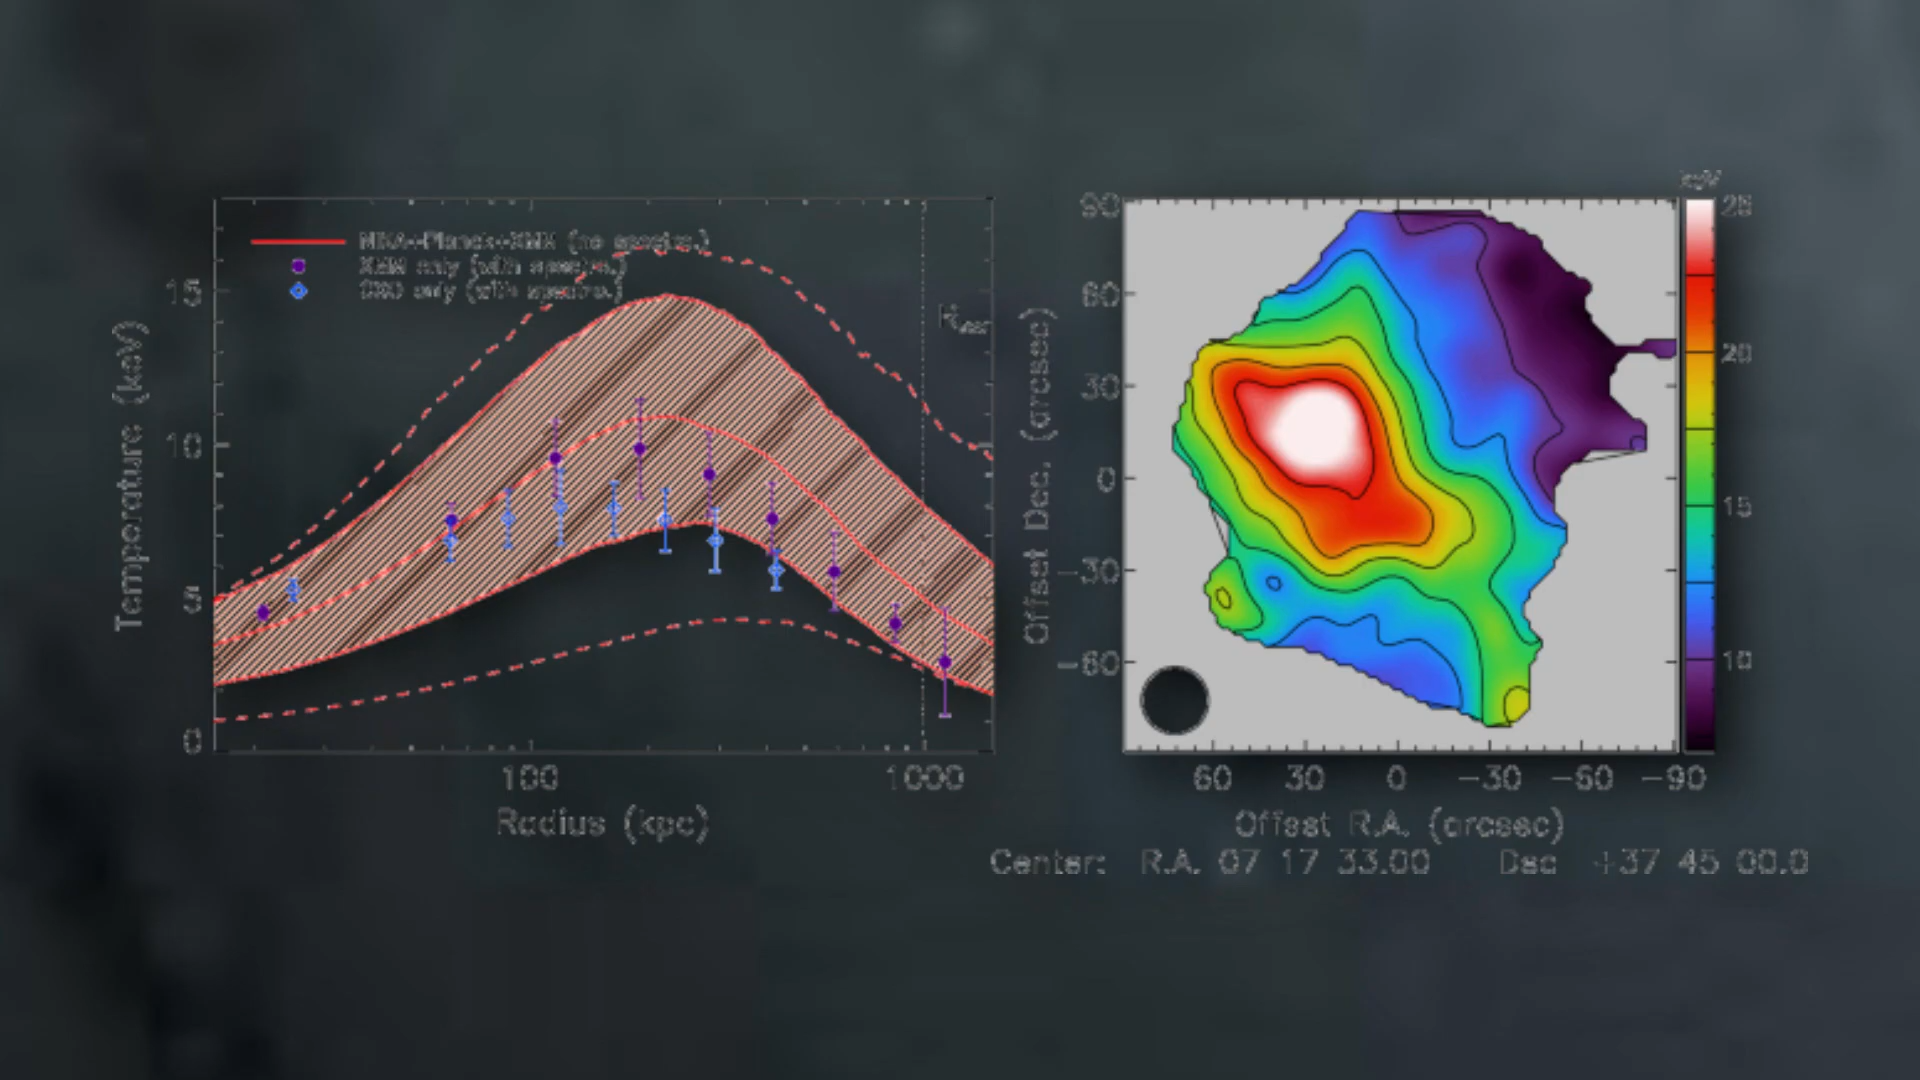 NIKA+Planck+XMM (no spectro.)
XMM only (with spectro.)
CXO only (with spectro.)
15
10
5
0
Temperature (keV)
100 1000
Radius (kpc)
keV
25
20
15
10
90
60
30
0
-30
-60
Offset Dec. (arcsec)
60 30 0 -30 -60 -90
Offset R.A. (arcsec)
Center: R.A. 07 17 33.00 Dec +37 45 00.0